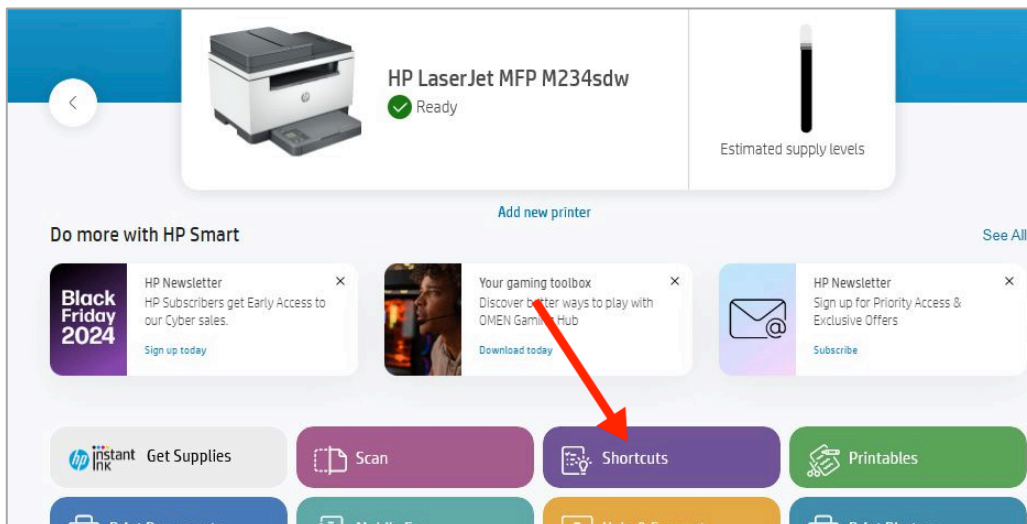 HP LaserJet MFP M234sdw
Ready
Estimated supply levels
Add new printer
Do more with HP Smart
See All
Black
Friday
2024
HP Newsletter
HP Subscribers get Early Access to
our Cyber sales.
Sign up today
Your gaming toolbox
Discover better ways to play with
OMEN Gaming Hub
Download today
HP Newsletter
Sign up for Priority Access &
Exclusive Offers
Subscribe
hp instant
ink
Get Supplies
Scan
Shortcuts
Printables